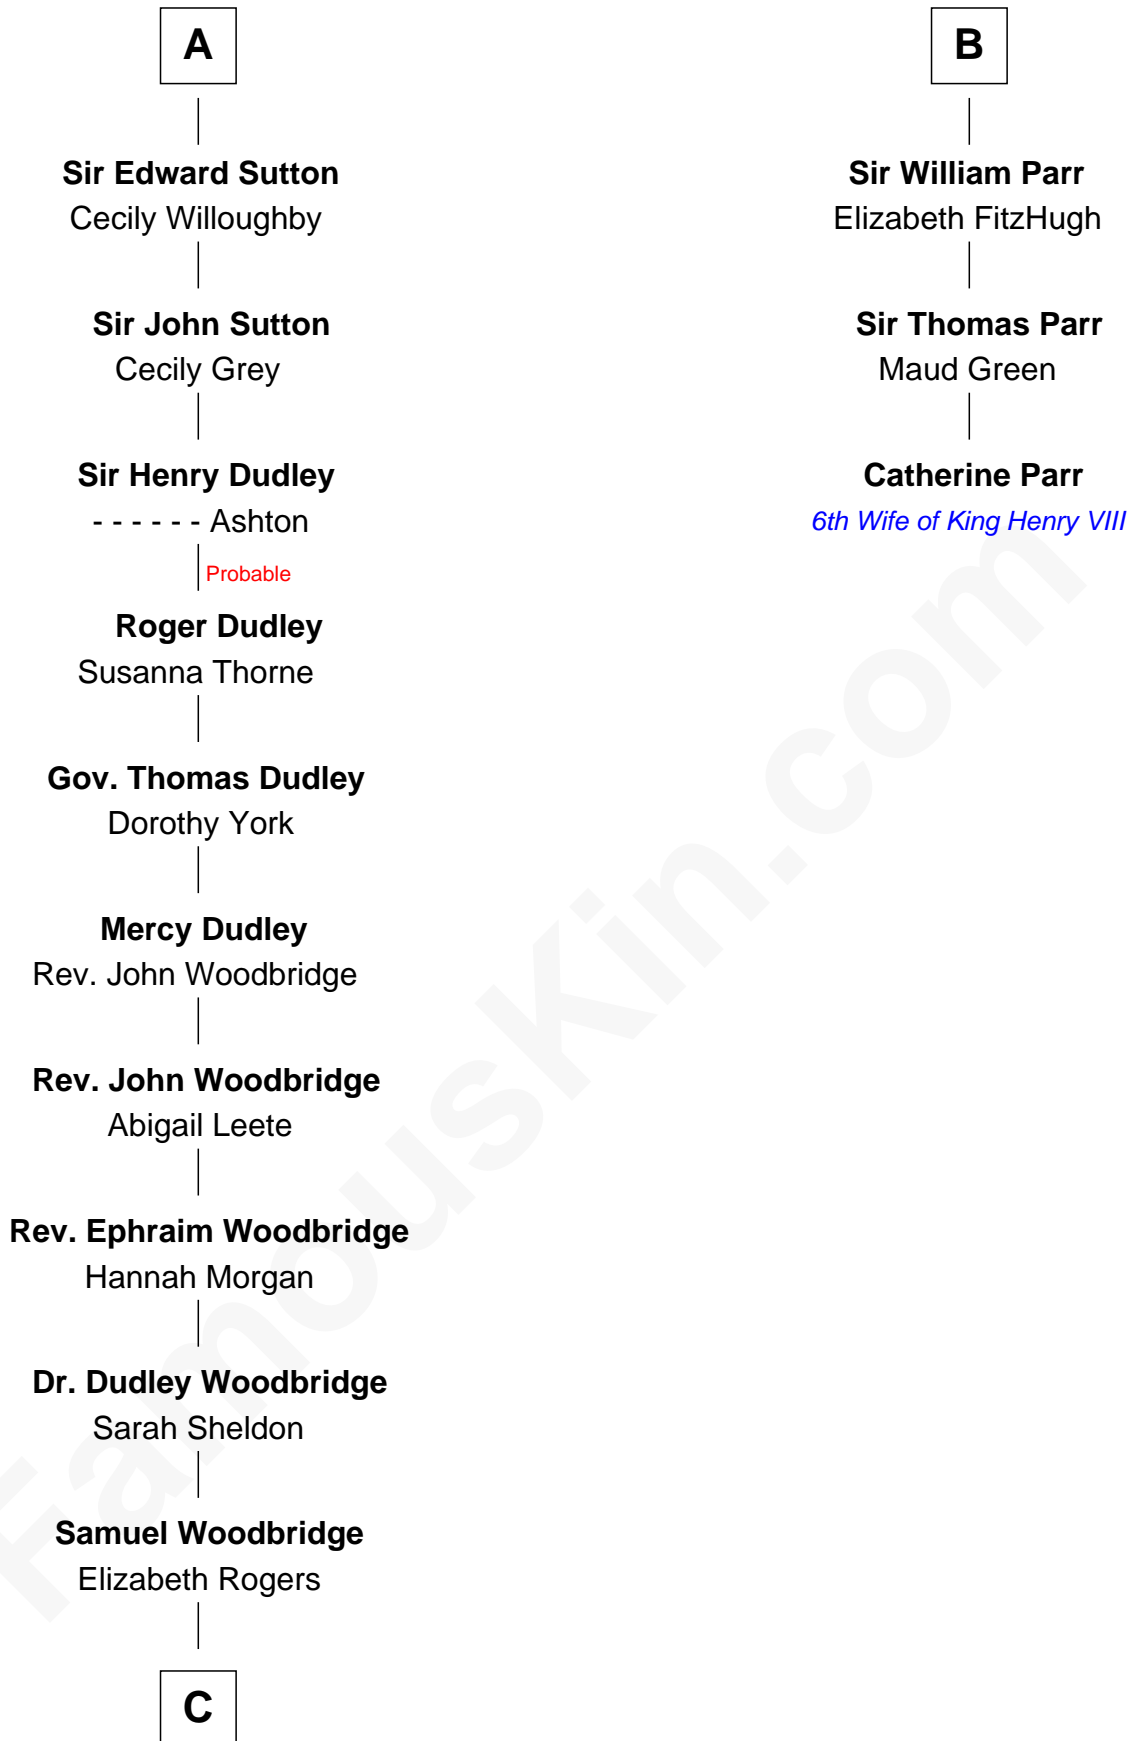 A
Sir Edward Sutton
Cecily Willoughby
Sir John Sutton
Cecily Grey
Sir Henry Dudley
- - - - - - Ashton
Probable
Roger Dudley
Susanna Thorne
Gov. Thomas Dudley
Dorothy York
Mercy Dudley
Rev. John Woodbridge
Rev. John Woodbridge
Abigail Leete
Rev. Ephraim Woodbridge
Hannah Morgan
Dr. Dudley Woodbridge
Sarah Sheldon
Samuel Woodbridge
Elizabeth Rogers
C
B
Sir William Parr
Elizabeth FitzHugh
Sir Thomas Parr
Maud Green
Catherine Parr
6th Wife of King Henry VIII
FamousKin.com